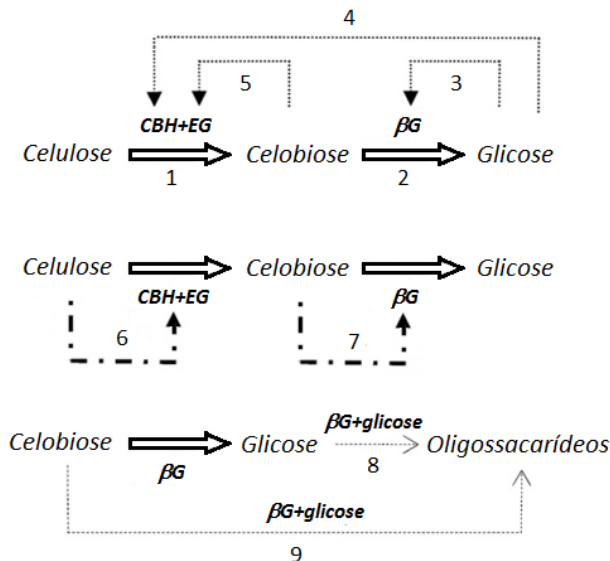 4
5 3
CBH+EG βG
Celulose Celobiose Glicose
1 2
Celulose Celobiose Glicose
CBH+EG βG
6 7
βG+glicose
Celobiose Glicose Oligossacarídeos
βG 8
βG+glicose
9